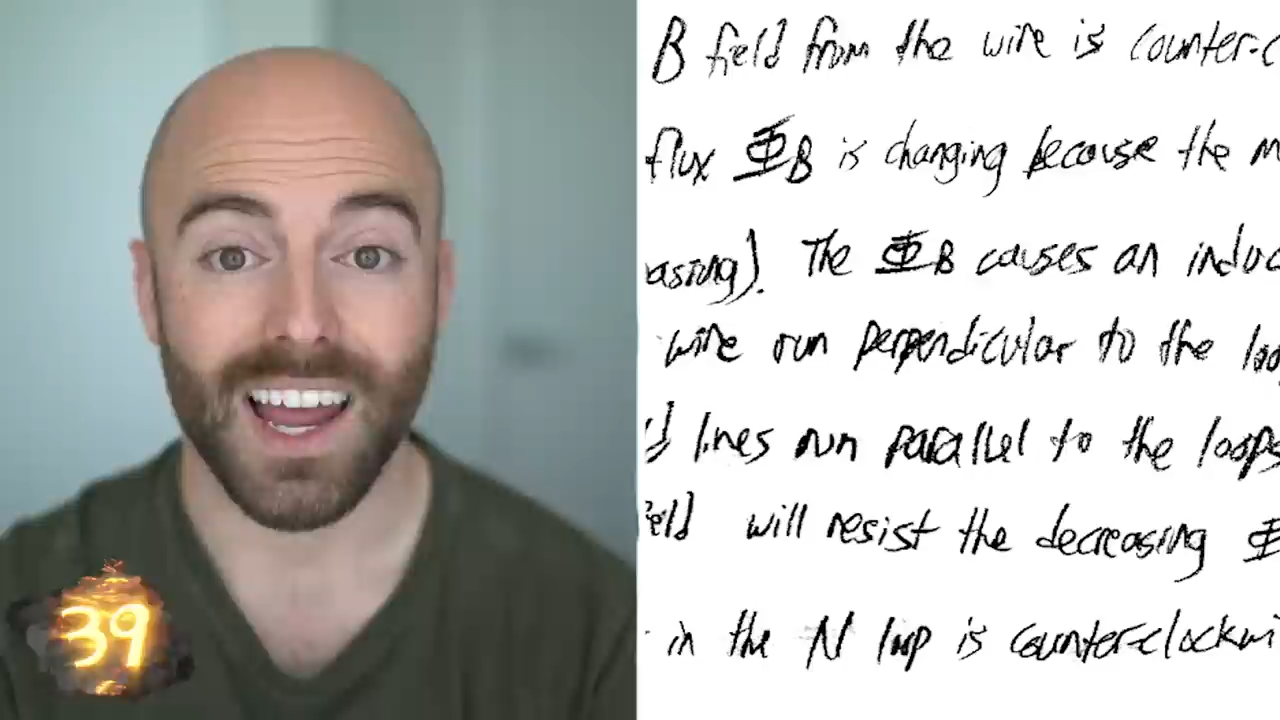 39
B field from the wire is counter-c
flux ΦB is changing because the m
asing). The ΦB causes an induc
wire run perpendicular to the loo
d lines run parallel to the loops
eld will resist the decreasing Φ
in the N loop is counter-clockwi